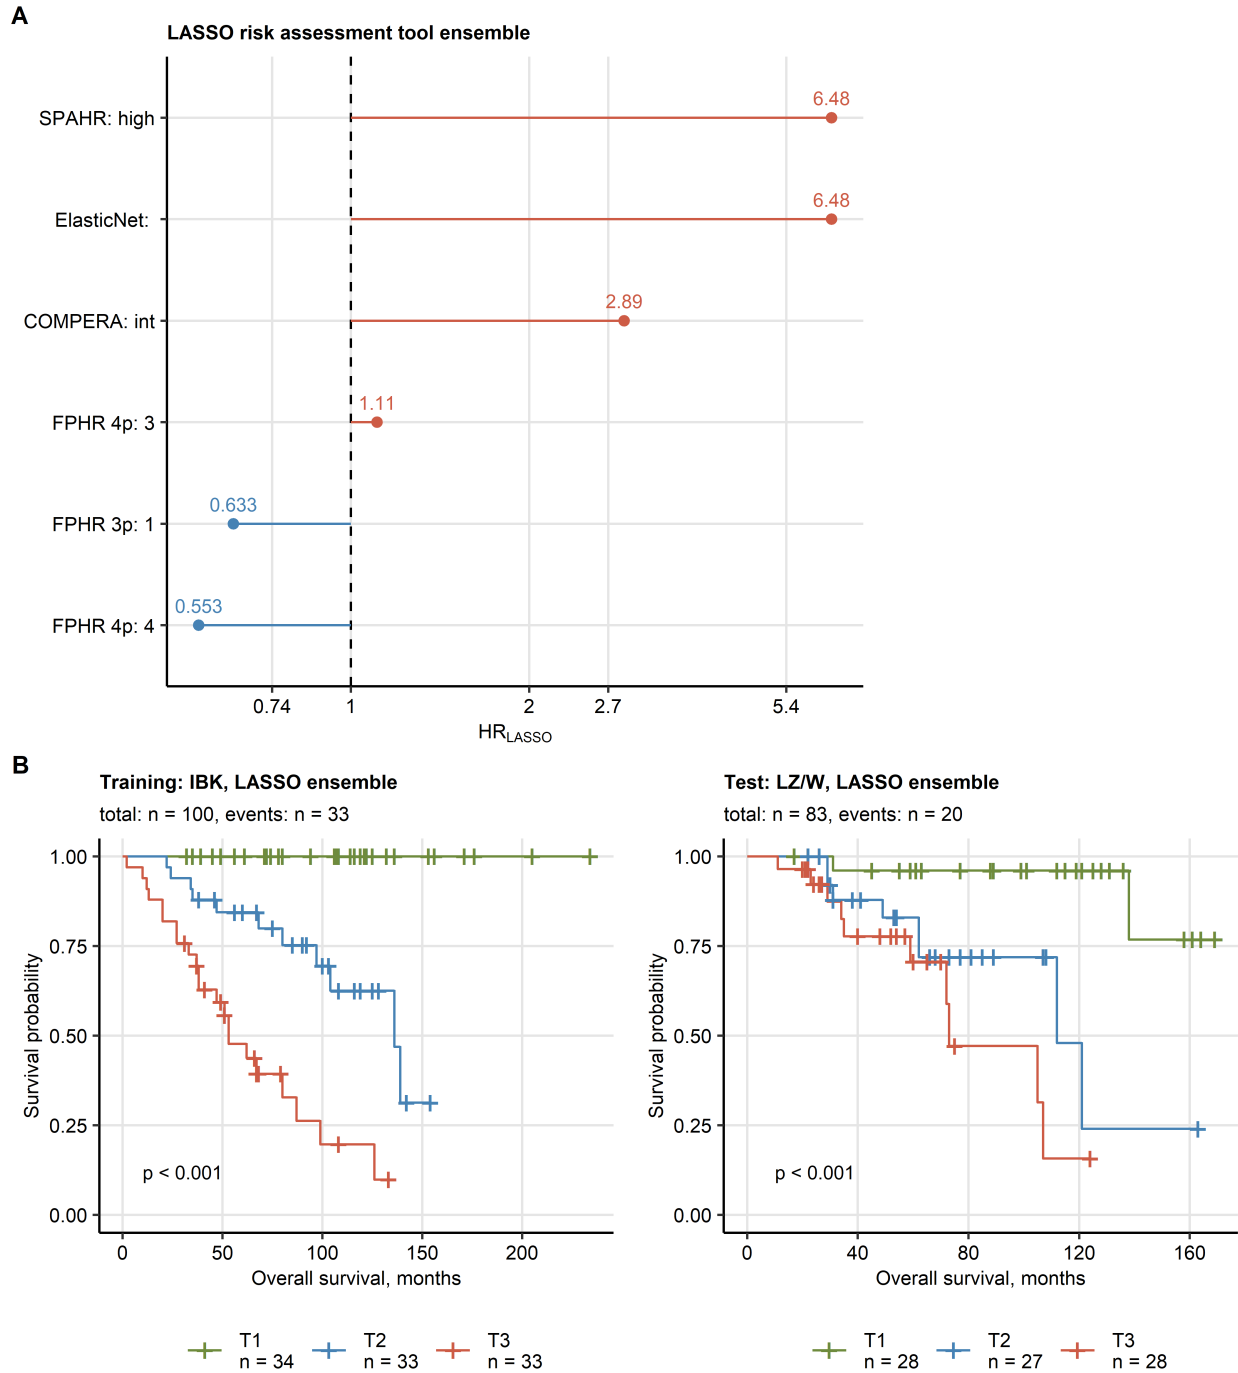 A
LASSO risk assessment tool ensemble
SPAHR: high
6.48
ElasticNet:
6.48
COMPERA: int
2.89
FPHR 4p: 3
1.11
FPHR 3p: 1
0.633
FPHR 4p: 4
0.553
0.74 1 2 2.7 5.4
HRLASSO
B
Training: IBK, LASSO ensemble
total: n = 100, events: n = 33
Survival probability
1.00
0.75
0.50
0.25
0.00
p < 0.001
0 50 100 150 200
Overall survival, months
T1 T2 T3
n = 34 n = 33 n = 33
Test: LZ/W, LASSO ensemble
total: n = 83, events: n = 20
Survival probability
1.00
0.75
0.50
0.25
0.00
p < 0.001
0 40 80 120 160
Overall survival, months
T1 T2 T3
n = 28 n = 27 n = 28